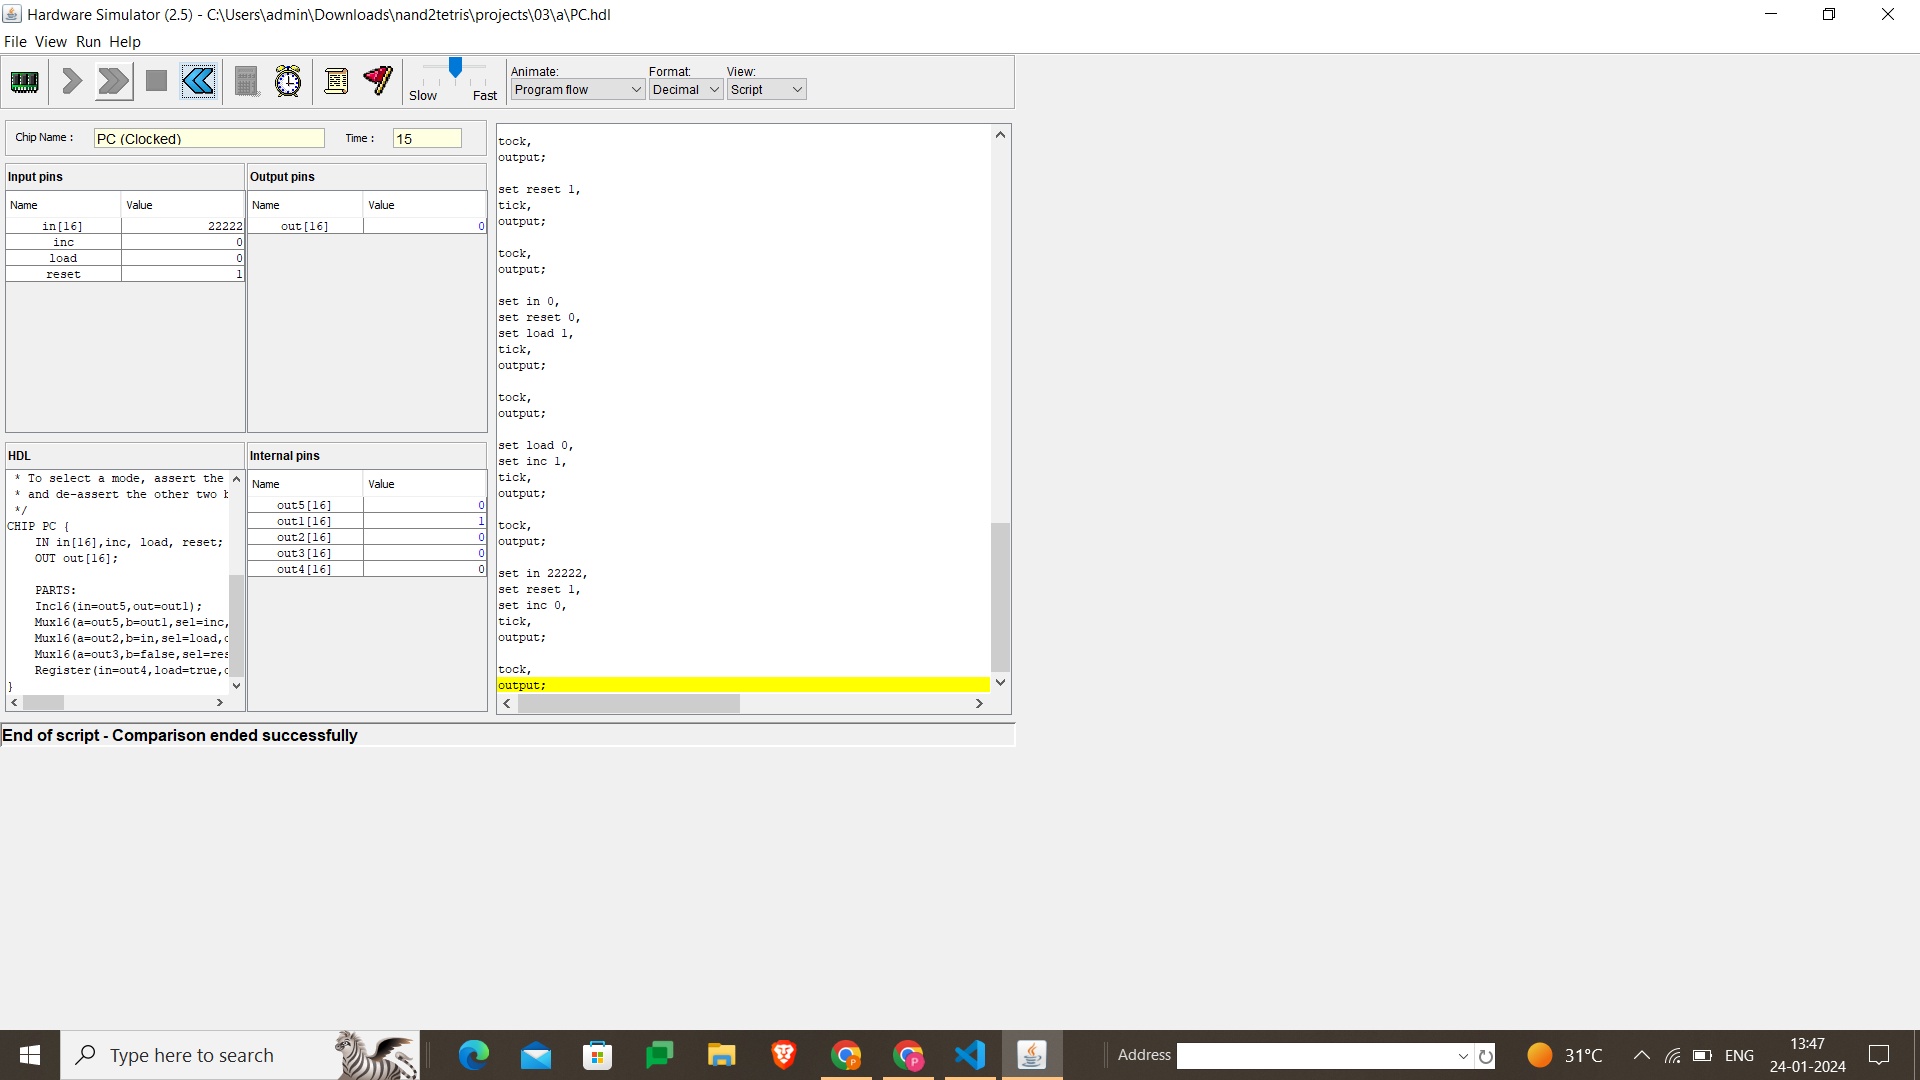 Hardware Simulator (2.5) - C:\Users\admin\Downloads\nand2tetris\projects\03\a\PC.hdl
File View Run Help
Slow Fast
Animate:
Program flow
Format:
Decimal
View:
Script
Chip Name :
PC (Clocked)
Time :
15
Input pins
Name Value
in[16] 22222
inc 0
load 0
reset 1
Output pins
Name Value
out[16] 0
HDL
* To select a mode, assert the
* and de-assert the other two b
*/
CHIP PC {
IN in[16],inc, load, reset;
OUT out[16];
PARTS:
Inc16(in=out5,out=out1);
Mux16(a=out5,b=out1,sel=inc,
Mux16(a=out2,b=in,sel=load,o
Mux16(a=out3,b=false,sel=res
Register(in=out4,load=true,o
}
Internal pins
Name Value
out5[16] 0
out1[16] 1
out2[16] 0
out3[16] 0
out4[16] 0
tock,
output;
set reset 1,
tick,
output;
tock,
output;
set in 0,
set reset 0,
set load 1,
tick,
output;
tock,
output;
set load 0,
set inc 1,
tick,
output;
tock,
output;
set in 22222,
set reset 1,
set inc 0,
tick,
output;
tock,
output;
End of script - Comparison ended successfully
Type here to search
Address
31°C
ENG
13:47
24-01-2024